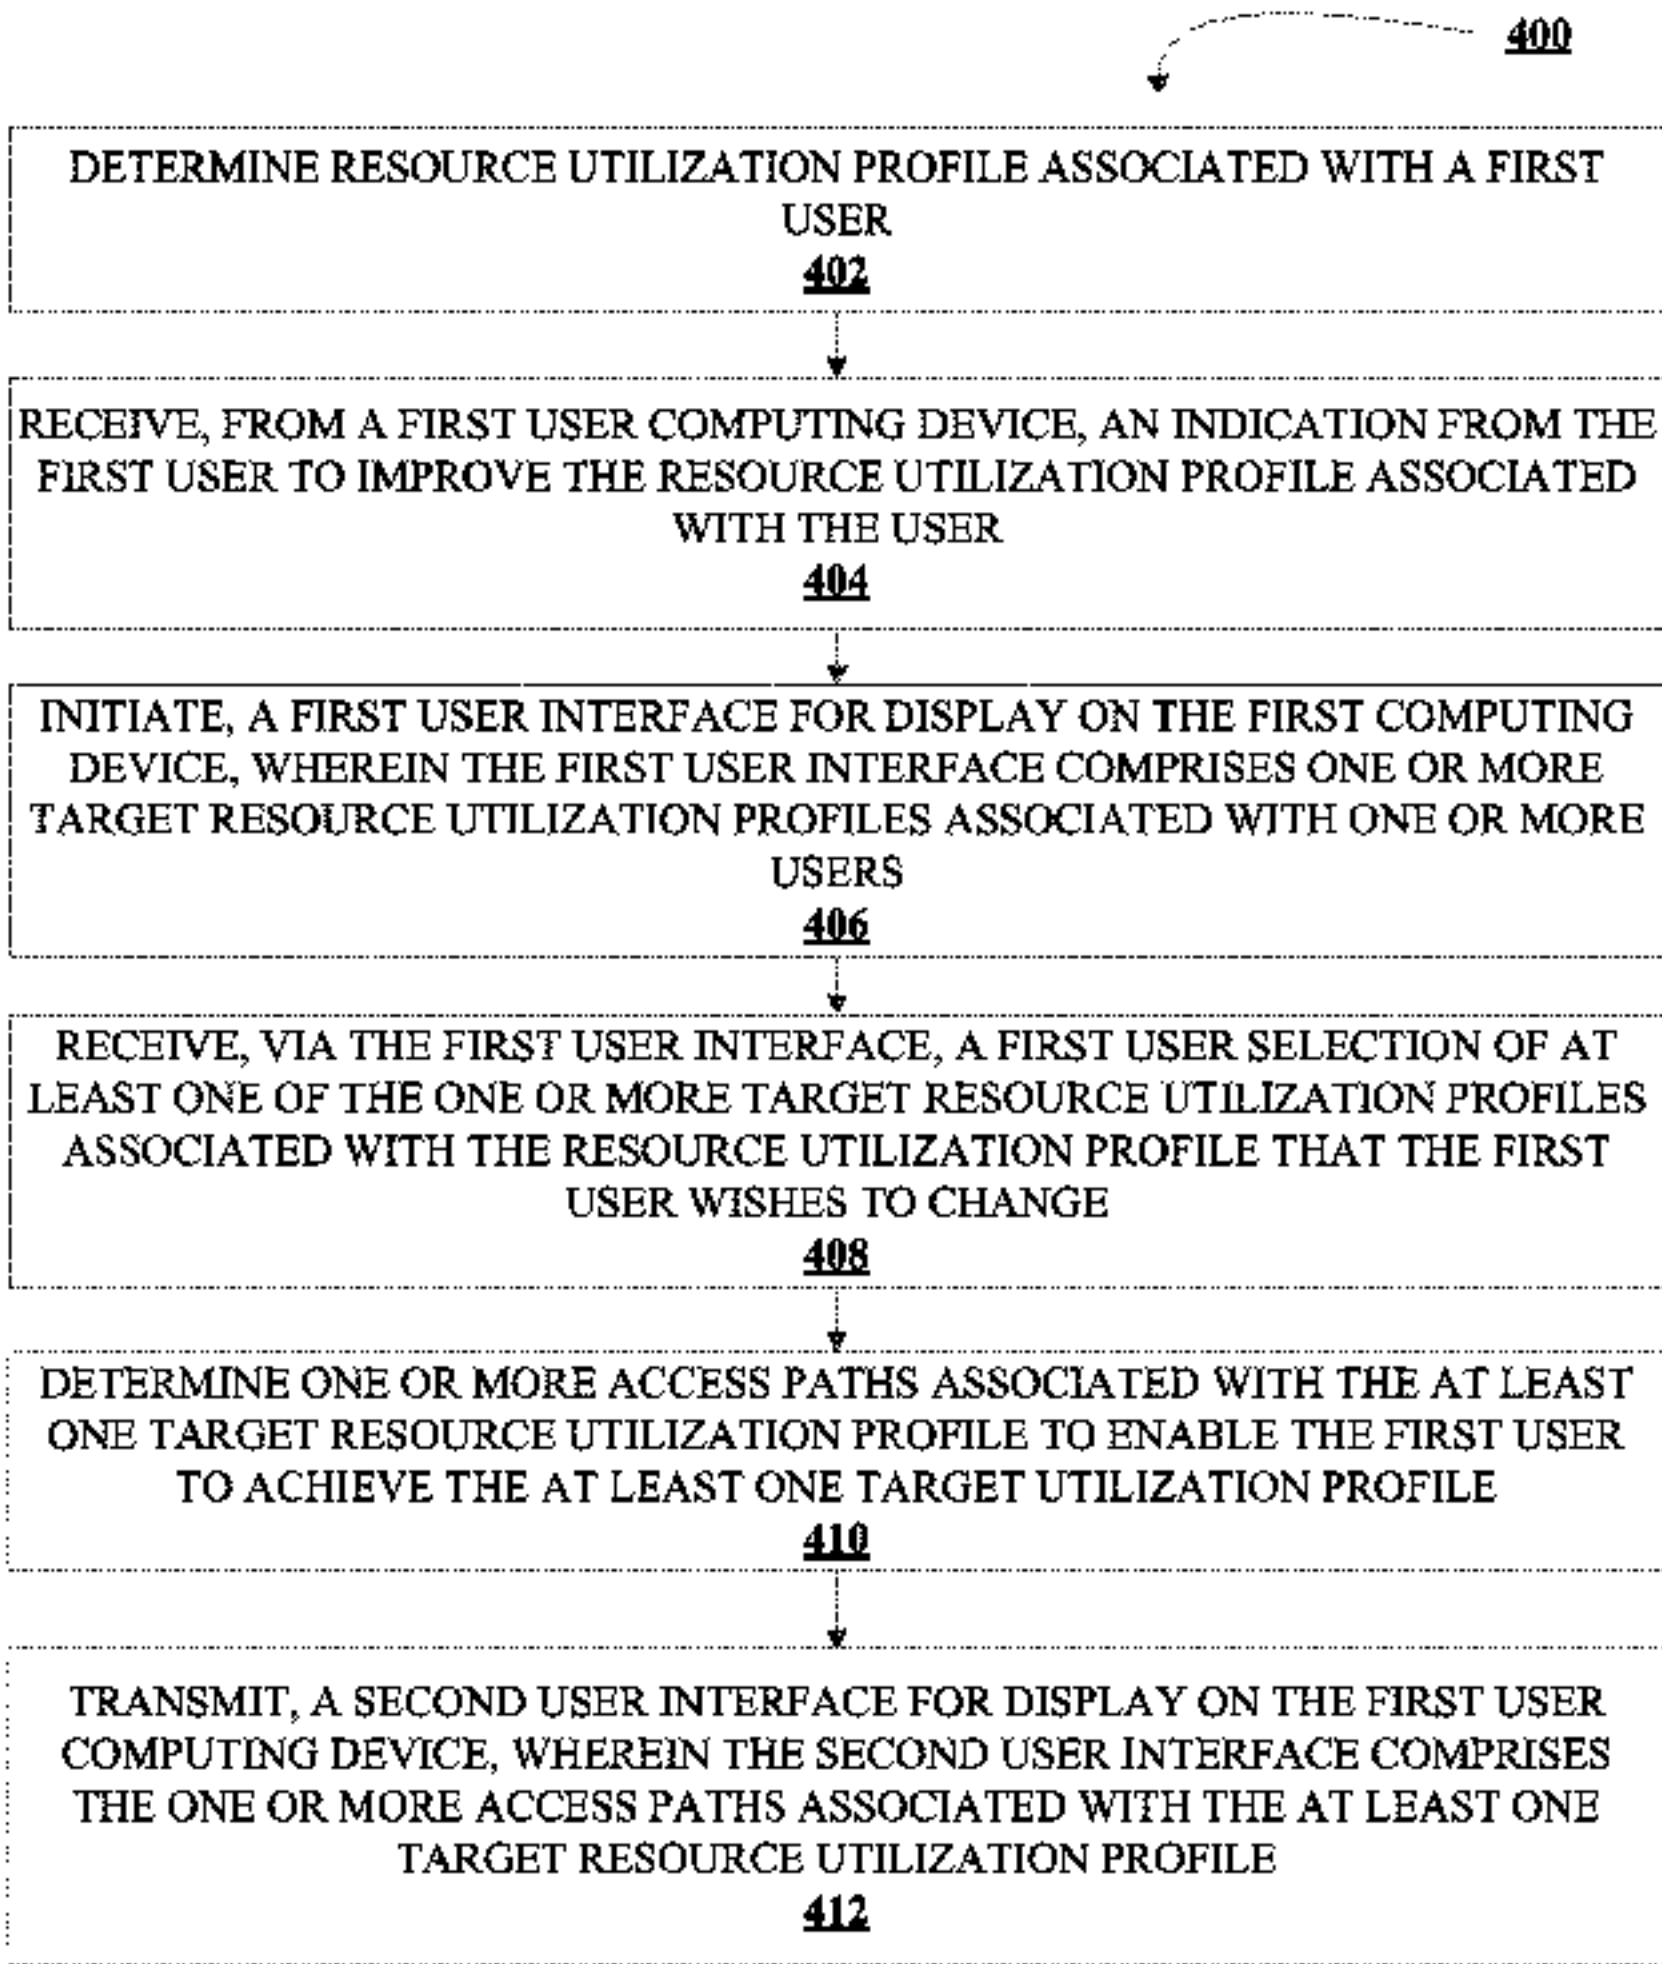 400
DETERMINE RESOURCE UTILIZATION PROFILE ASSOCIATED WITH A FIRST
USER
402
RECEIVE, FROM A FIRST USER COMPUTING DEVICE, AN INDICATION FROM THE
FIRST USER TO IMPROVE THE RESOURCE UTILIZATION PROFILE ASSOCIATED
WITH THE USER
404
INITIATE, A FIRST USER INTERFACE FOR DISPLAY ON THE FIRST COMPUTING
DEVICE, WHEREIN THE FIRST USER INTERFACE COMPRISES ONE OR MORE
TARGET RESOURCE UTILIZATION PROFILES ASSOCIATED WITH ONE OR MORE
USERS
406
RECEIVE, VIA THE FIRST USER INTERFACE, A FIRST USER SELECTION OF AT
LEAST ONE OF THE ONE OR MORE TARGET RESOURCE UTILIZATION PROFILES
ASSOCIATED WITH THE RESOURCE UTILIZATION PROFILE THAT THE FIRST
USER WISHES TO CHANGE
408
DETERMINE ONE OR MORE ACCESS PATHS ASSOCIATED WITH THE AT LEAST
ONE TARGET RESOURCE UTILIZATION PROFILE TO ENABLE THE FIRST USER
TO ACHIEVE THE AT LEAST ONE TARGET UTILIZATION PROFILE
410
TRANSMIT, A SECOND USER INTERFACE FOR DISPLAY ON THE FIRST USER
COMPUTING DEVICE, WHEREIN THE SECOND USER INTERFACE COMPRISES
THE ONE OR MORE ACCESS PATHS ASSOCIATED WITH THE AT LEAST ONE
TARGET RESOURCE UTILIZATION PROFILE
412